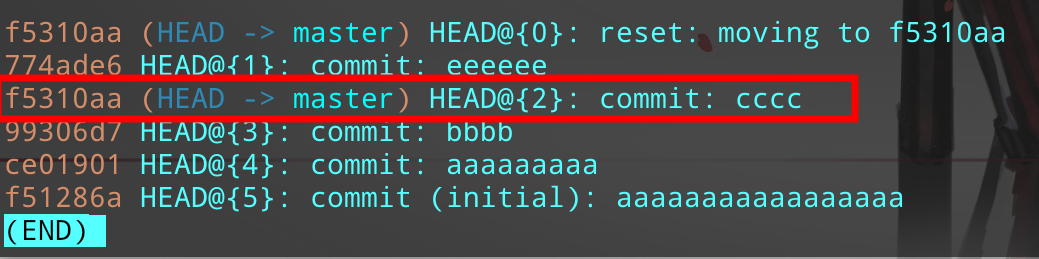 f5310aa (HEAD -> master) HEAD@{0}: reset: moving to f5310aa
774ade6 HEAD@{1}: commit: eeeeee
f5310aa (HEAD -> master) HEAD@{2}: commit: cccc
99306d7 HEAD@{3}: commit: bbbb
ce01901 HEAD@{4}: commit: aaaaaaaaa
f51286a HEAD@{5}: commit (initial): aaaaaaaaaaaaaaaaa
(END)